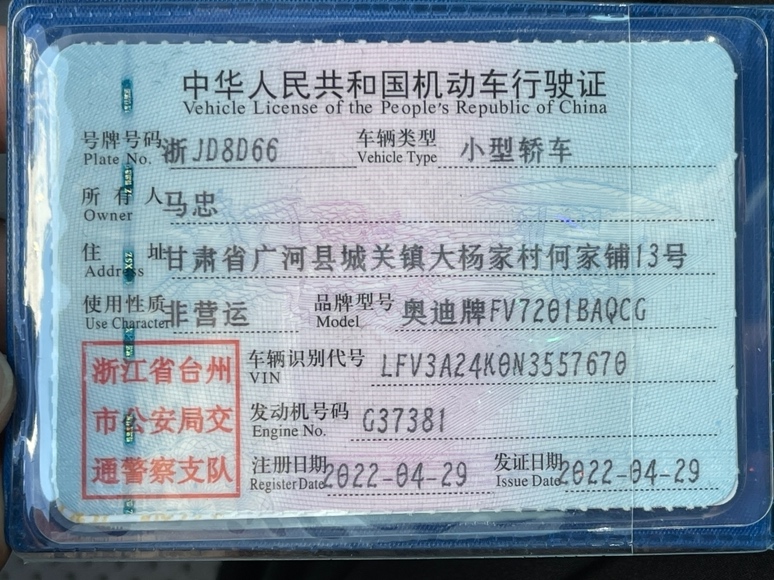 中华人民共和国机动车行驶证
Vehicle License of the People's Republic of China
号牌号码 浙JD8D66 车辆类型 小型轿车
Plate No. Vehicle Type
所有人 马忠
Owner
住址 甘肃省广河县城关镇大杨家村何家铺13号
Address
使用性质 非营运 品牌型号 奥迪牌FV7201BAQCG
Use Character Model
浙江省台州
市公安局交
通警察支队
车辆识别代号 LFV3A24K0N3557670
VIN
发动机号码 G37381
Engine No.
注册日期 2022-04-29 发证日期 2022-04-29
Register Date Issue Date